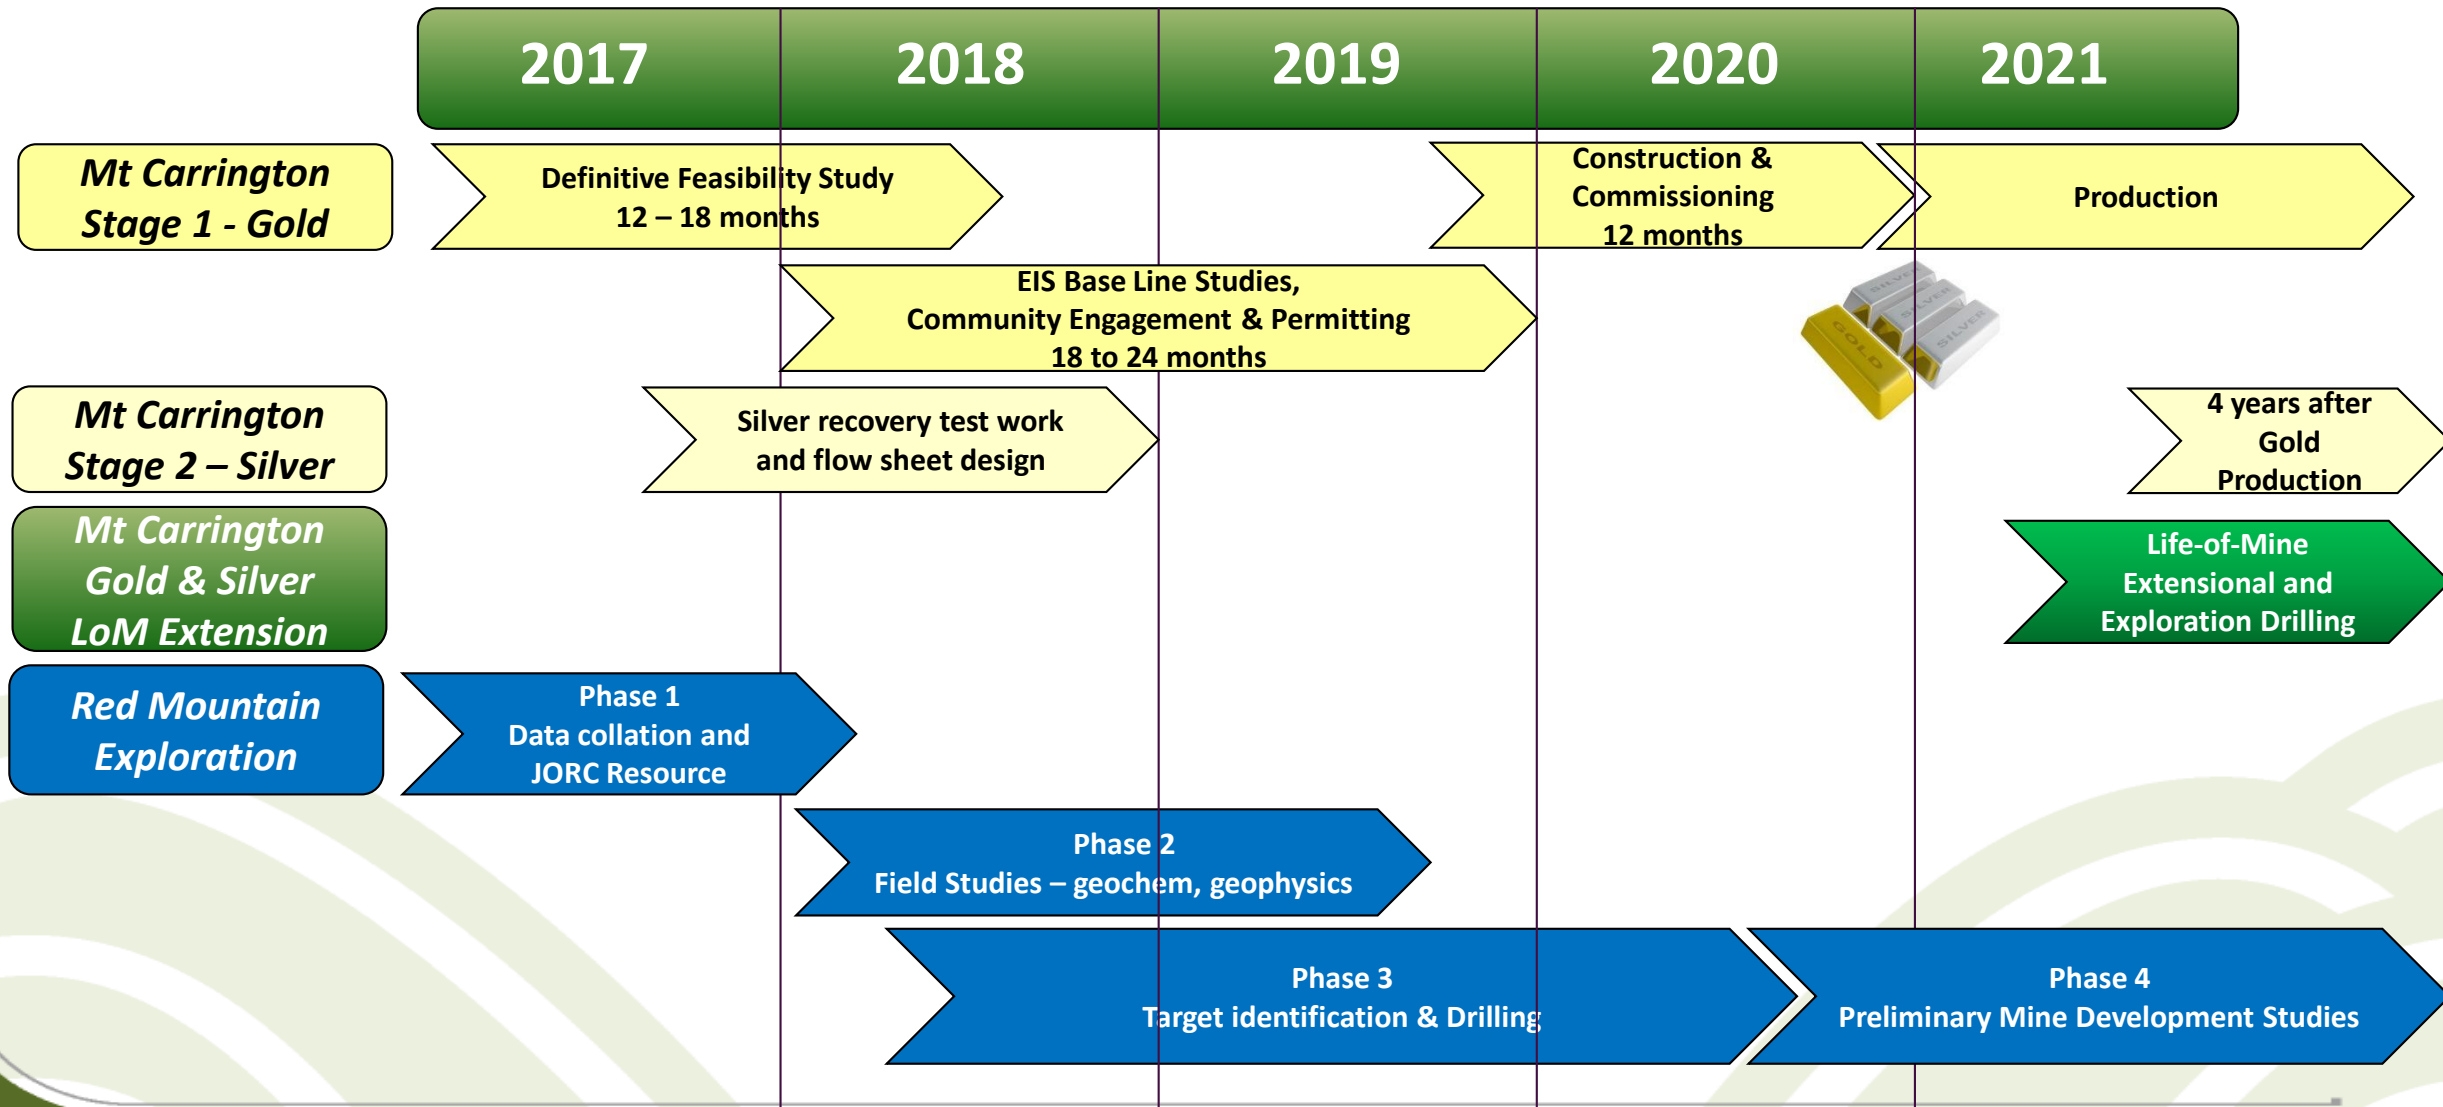 2017 2018 2019 2020 2021
Mt Carrington
Stage 1 - Gold
Definitive Feasibility Study
12 – 18 months
Construction &
Commissioning
12 months
Production
EIS Base Line Studies,
Community Engagement & Permitting
18 to 24 months
SILVER
SILVER
SILVER
GOLD
Mt Carrington
Stage 2 – Silver
Silver recovery test work
and flow sheet design
4 years after
Gold
Production
Mt Carrington
Gold & Silver
LoM Extension
Life-of-Mine
Extensional and
Exploration Drilling
Red Mountain
Exploration
Phase 1
Data collation and
JORC Resource
Phase 2
Field Studies – geochem, geophysics
Phase 3
Target identification & Drilling
Phase 4
Preliminary Mine Development Studies